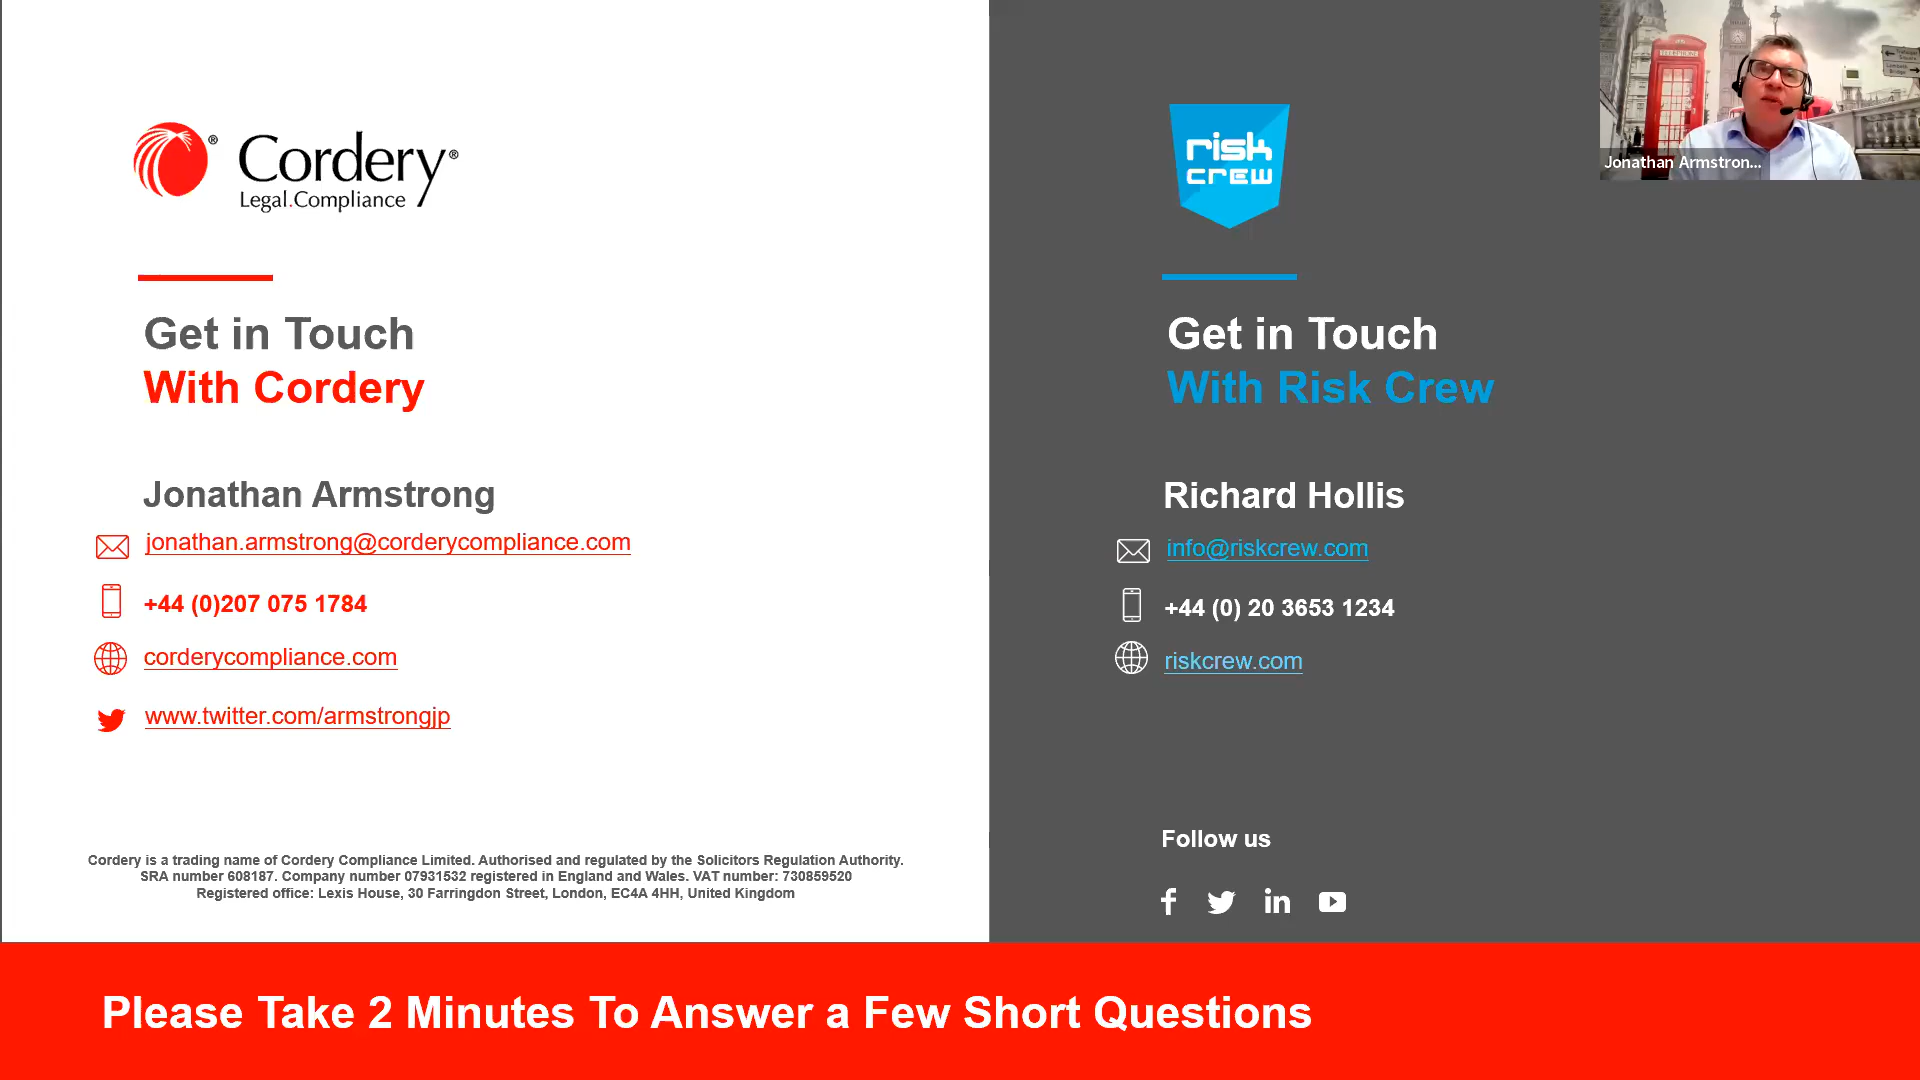 Cordery®
Legal.Compliance
Get in Touch
With Cordery
Jonathan Armstrong
jonathan.armstrong@corderycompliance.com
+44 (0)207 075 1784
corderycompliance.com
www.twitter.com/armstrongjp
Cordery is a trading name of Cordery Compliance Limited. Authorised and regulated by the Solicitors Regulation Authority.
SRA number 608187. Company number 07931532 registered in England and Wales. VAT number: 730859520
Registered office: Lexis House, 30 Farringdon Street, London, EC4A 4HH, United Kingdom
risk
crew
Get in Touch
With Risk Crew
Richard Hollis
info@riskcrew.com
+44 (0) 20 3653 1234
riskcrew.com
Follow us
Jonathan Armstron...
Please Take 2 Minutes To Answer a Few Short Questions